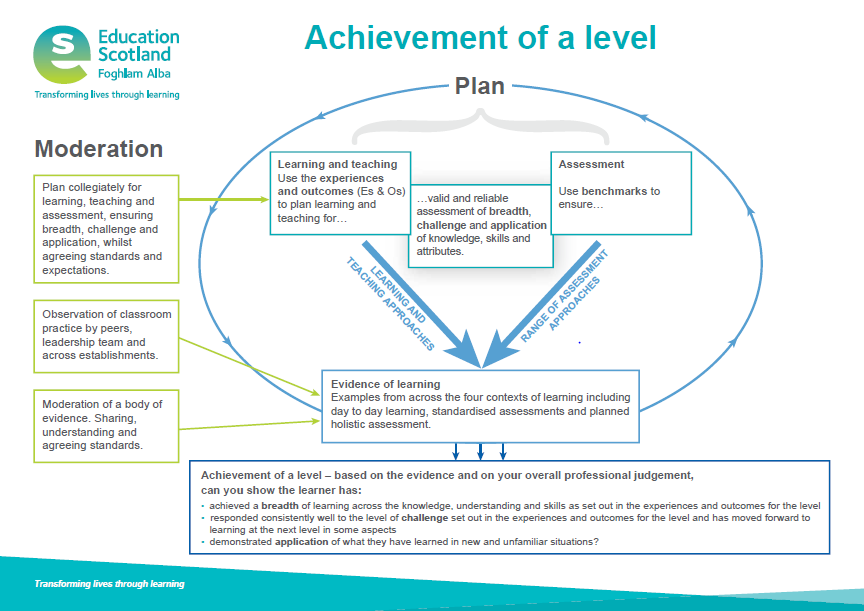 Education
Scotland
Foghlam Alba
Transforming lives through learning
Achievement of a level
Plan
Moderation
Plan collegiately for
learning, teaching and
assessment, ensuring
breadth, challenge and
application, whilst
agreeing standards and
expectations.
Observation of classroom
practice by peers,
leadership team and
across establishments.
Moderation of a body of
evidence. Sharing,
understanding and
agreeing standards.
Learning and teaching
Use the experiences
and outcomes (Es & Os)
to plan learning and
teaching for…
…valid and reliable
assessment of breadth,
challenge and application
of knowledge, skills and
attributes.
Assessment
Use benchmarks to
ensure…
LEARNING AND
TEACHING APPROACHES
RANGE OF ASSESSMENT
APPROACHES
Evidence of learning
Examples from across the four contexts of learning including
day to day learning, standardised assessments and planned
holistic assessment.
Achievement of a level – based on the evidence and on your overall professional judgement,
can you show the learner has:
• achieved a breadth of learning across the knowledge, understanding and skills as set out in the experiences and outcomes for the level
• responded consistently well to the level of challenge set out in the experiences and outcomes for the level and has moved forward to
learning at the next level in some aspects
• demonstrated application of what they have learned in new and unfamiliar situations?
Transforming lives through learning